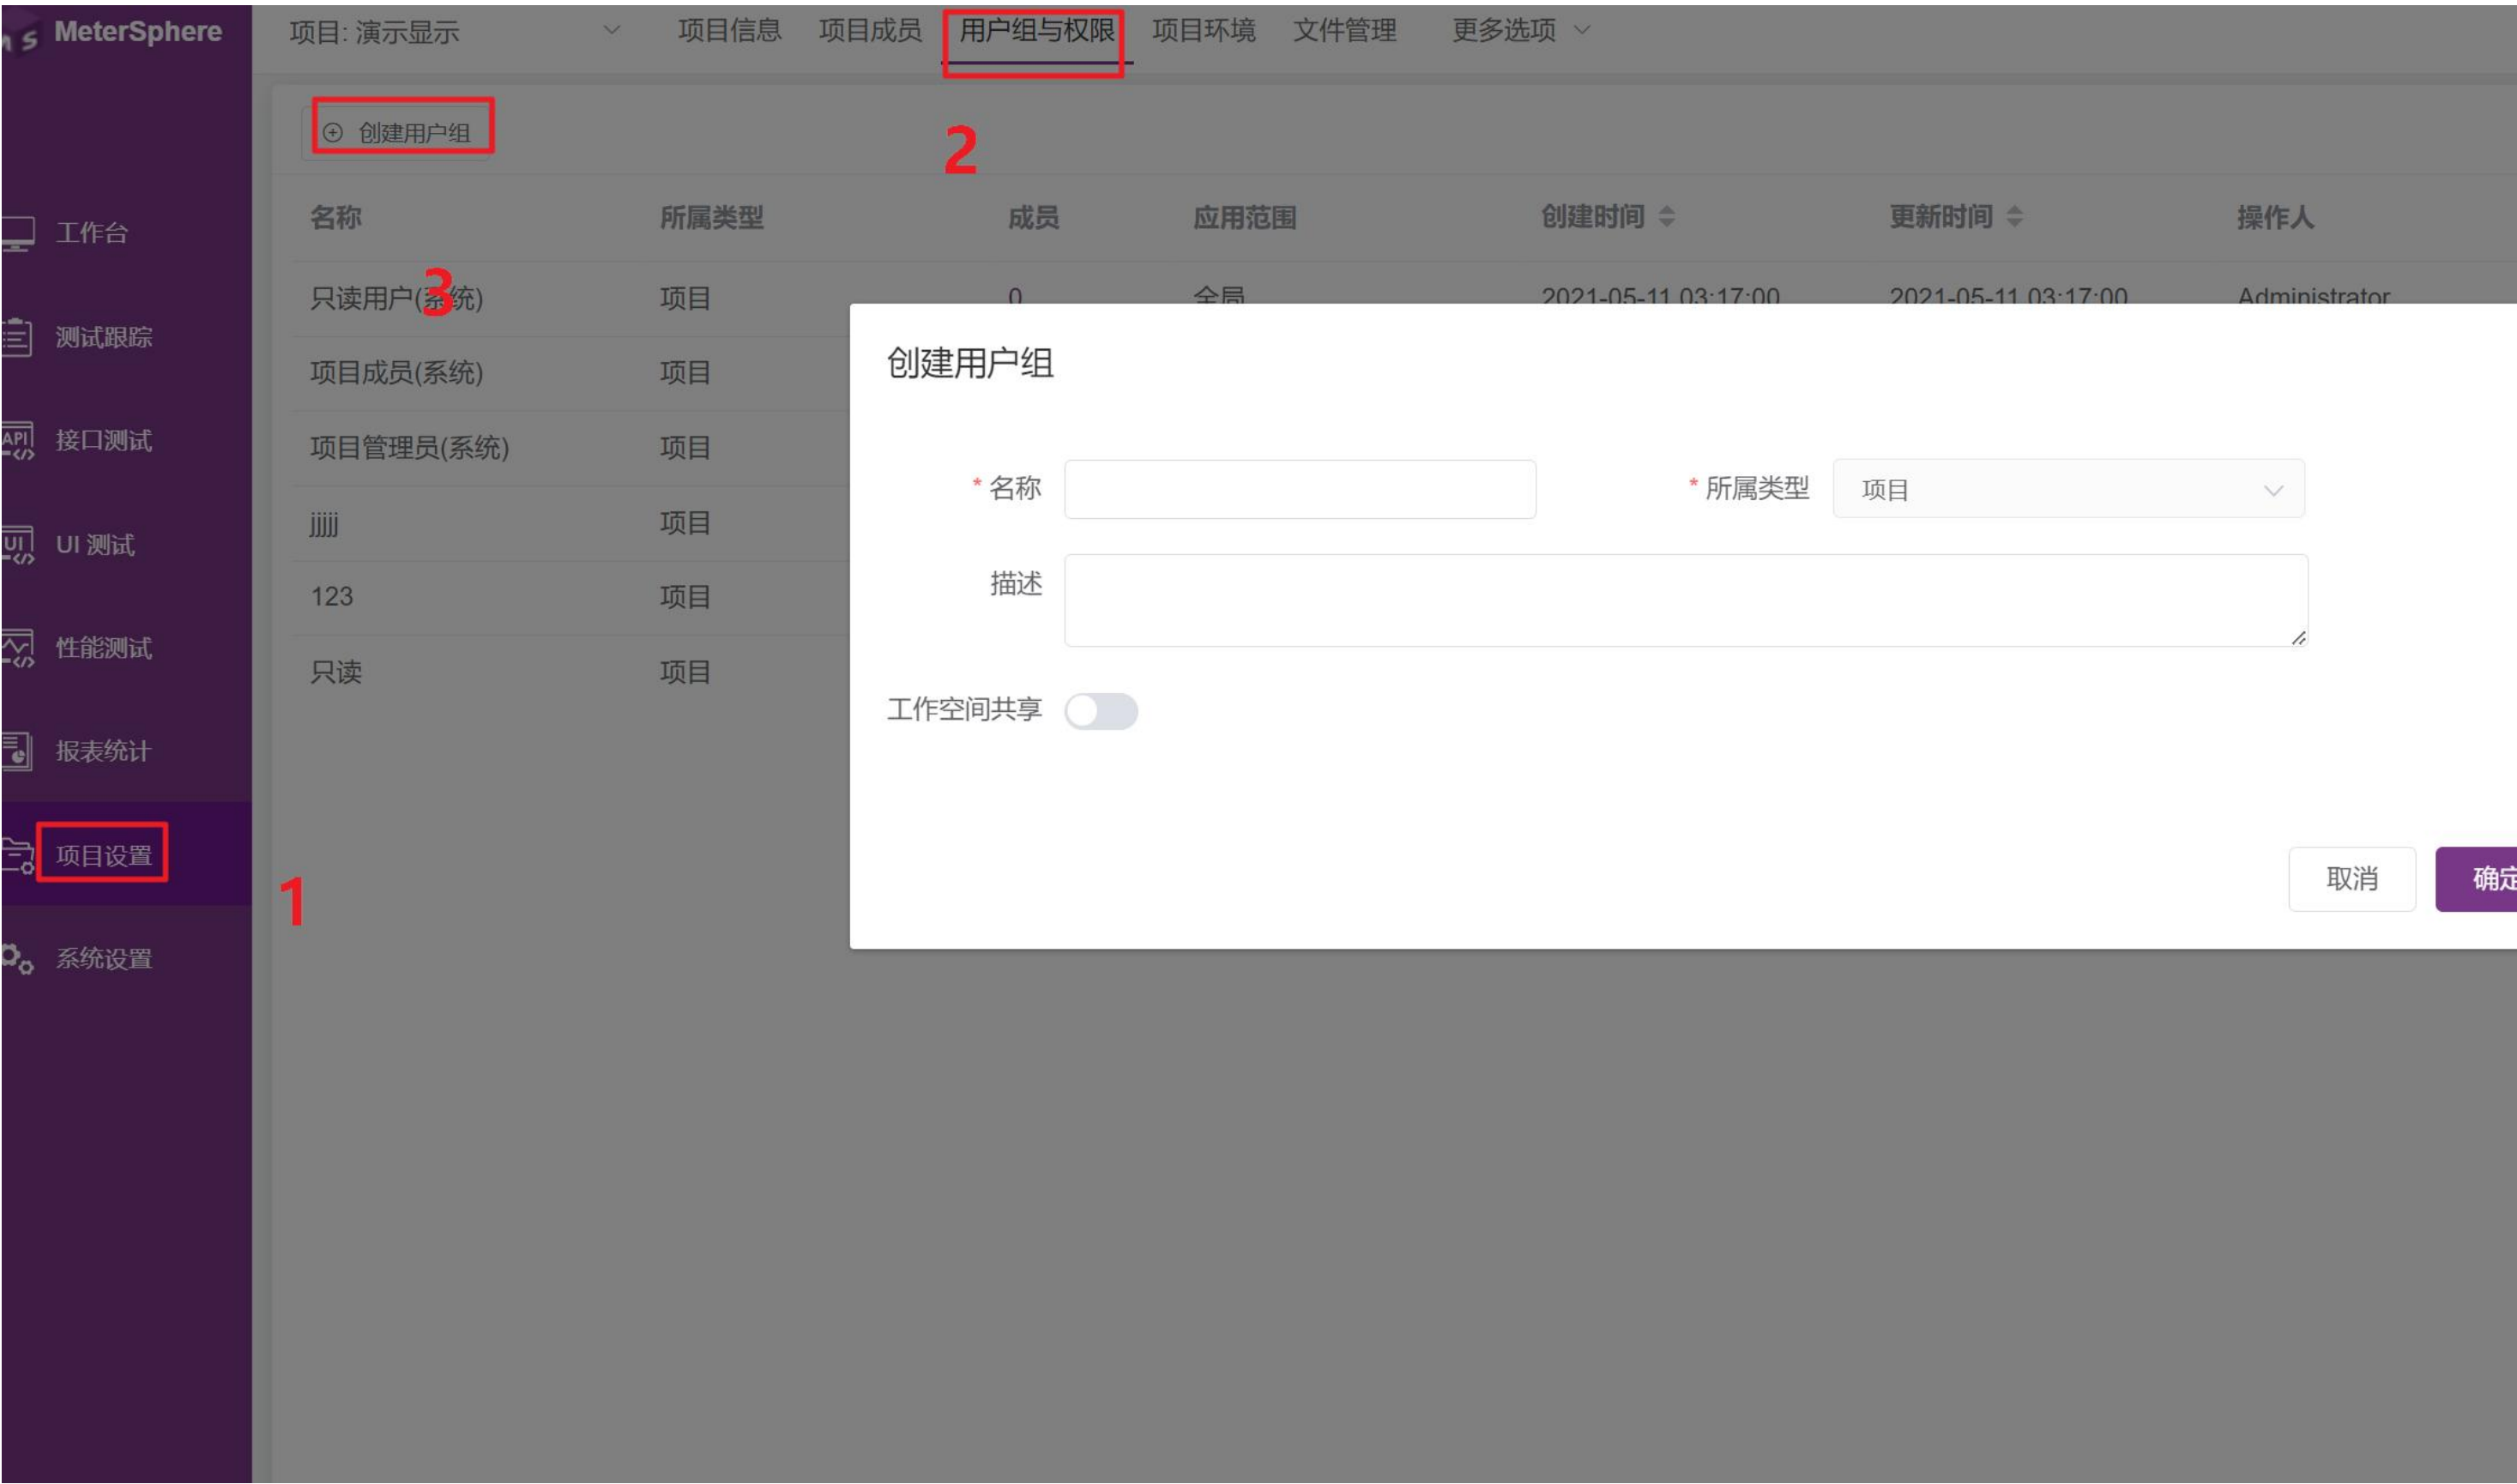 MeterSphere
项目: 演示显示 项目信息 项目成员 用户组与权限 项目环境 文件管理 更多选项
创建用户组
2
名称 所属类型 成员 应用范围 创建时间 更新时间 操作人
只读用户(系统) 项目 0 全局 2021-05-11 03:17:00 2021-05-11 03:17:00 Administrator
3
项目成员(系统) 项目
项目管理员(系统) 项目
jjjjj 项目
123 项目
只读 项目
工作台
测试跟踪
API 接口测试
UI UI 测试
性能测试
报表统计
项目设置
1
系统设置
创建用户组
* 名称 * 所属类型 项目
描述
工作空间共享
取消 确定